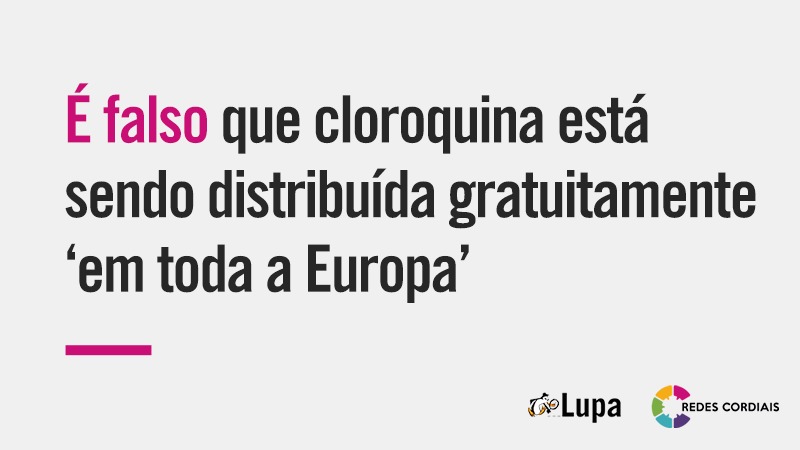 É falso que cloroquina está
sendo distribuída gratuitamente
‘em toda a Europa’
Lupa
REDES CORDIAIS